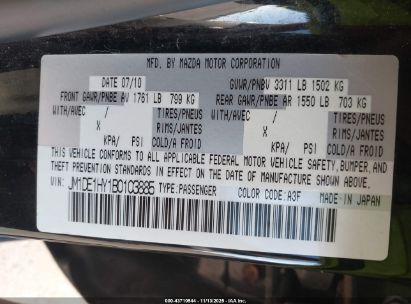 MFG. BY MAZDA MOTOR CORPORATION
DATE 07/10 GVWR/PNBV 3311 LB 1502 KG
FRONT GAWR/PNBE AV 1761 LB 799 KG REAR GAWR/PNBE AR 1550 LB 703 KG
WITH/AVEC / TIRES/PNEUS WITH/AVEC / TIRES/PNEUS
X RIMS/JANTES X RIMS/JANTES
KPA/ PSI COLD/A FROID KPA/ PSI COLD/A FROID
THIS VEHICLE CONFORMS TO ALL APPLICABLE FEDERAL MOTOR VEHICLE SAFETY, BUMPER, AND
THEFT PREVENTION STANDARDS IN EFFECT ON THE DATE OF MANUFACTURE SHOWN ABOVE.
JM1DE1HY1B0103885 TYPE:PASSENGER COLOR CODE: A3F MADE IN JAPAN